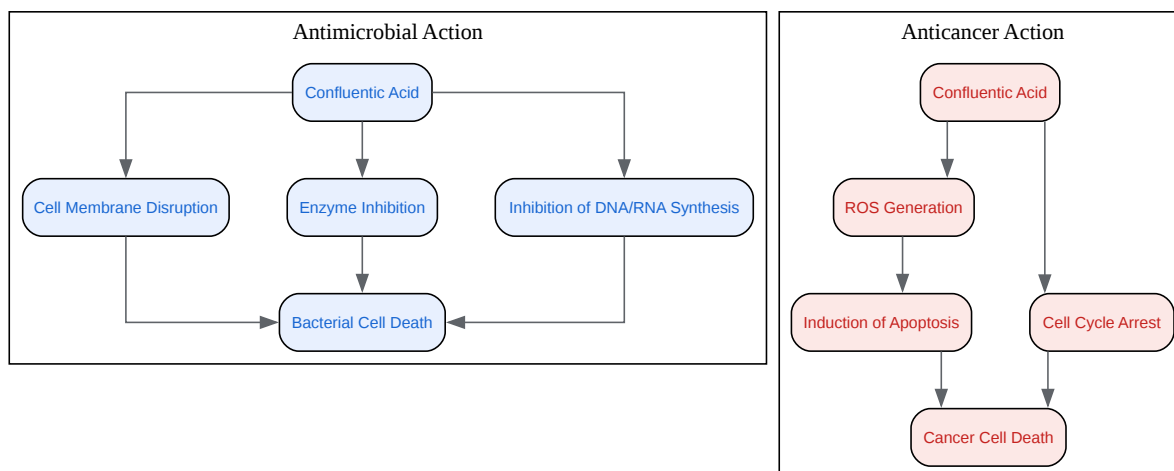 Antimicrobial Action
Confluentic Acid
Cell Membrane Disruption
Enzyme Inhibition
Inhibition of DNA/RNA Synthesis
Bacterial Cell Death
Anticancer Action
Confluentic Acid
ROS Generation
Induction of Apoptosis
Cell Cycle Arrest
Cancer Cell Death